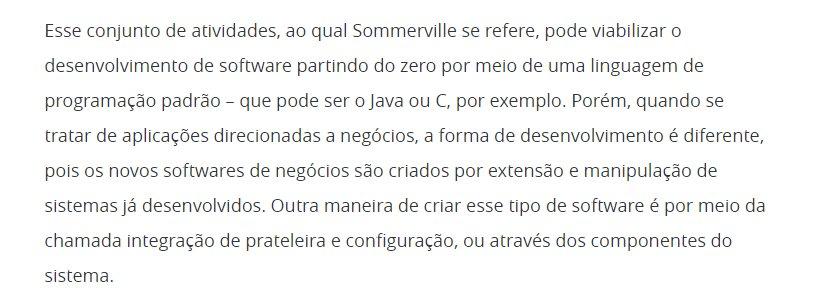 Esse conjunto de atividades, ao qual Sommerville se refere, pode viabilizar o
desenvolvimento de software partindo do zero por meio de uma linguagem de
programação padrão – que pode ser o Java ou C, por exemplo. Porém, quando se
tratar de aplicações direcionadas a negócios, a forma de desenvolvimento é diferente,
pois os novos softwares de negócios são criados por extensão e manipulação de
sistemas já desenvolvidos. Outra maneira de criar esse tipo de software é por meio da
chamada integração de prateleira e configuração, ou através dos componentes do
sistema.